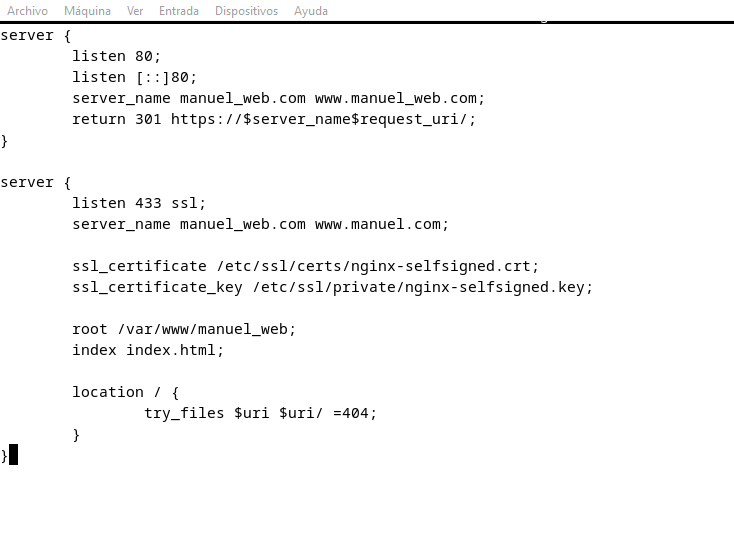 Archivo Máquina Ver Entrada Dispositivos Ayuda
server {
        listen 80;
        listen [::]80;
        server_name manuel_web.com www.manuel_web.com;
        return 301 https://$server_name$request_uri/;
}

server {
        listen 433 ssl;
        server_name manuel_web.com www.manuel.com;

        ssl_certificate /etc/ssl/certs/nginx-selfsigned.crt;
        ssl_certificate_key /etc/ssl/private/nginx-selfsigned.key;

        root /var/www/manuel_web;
        index index.html;

        location / {
                try_files $uri $uri/ =404;
        }
}